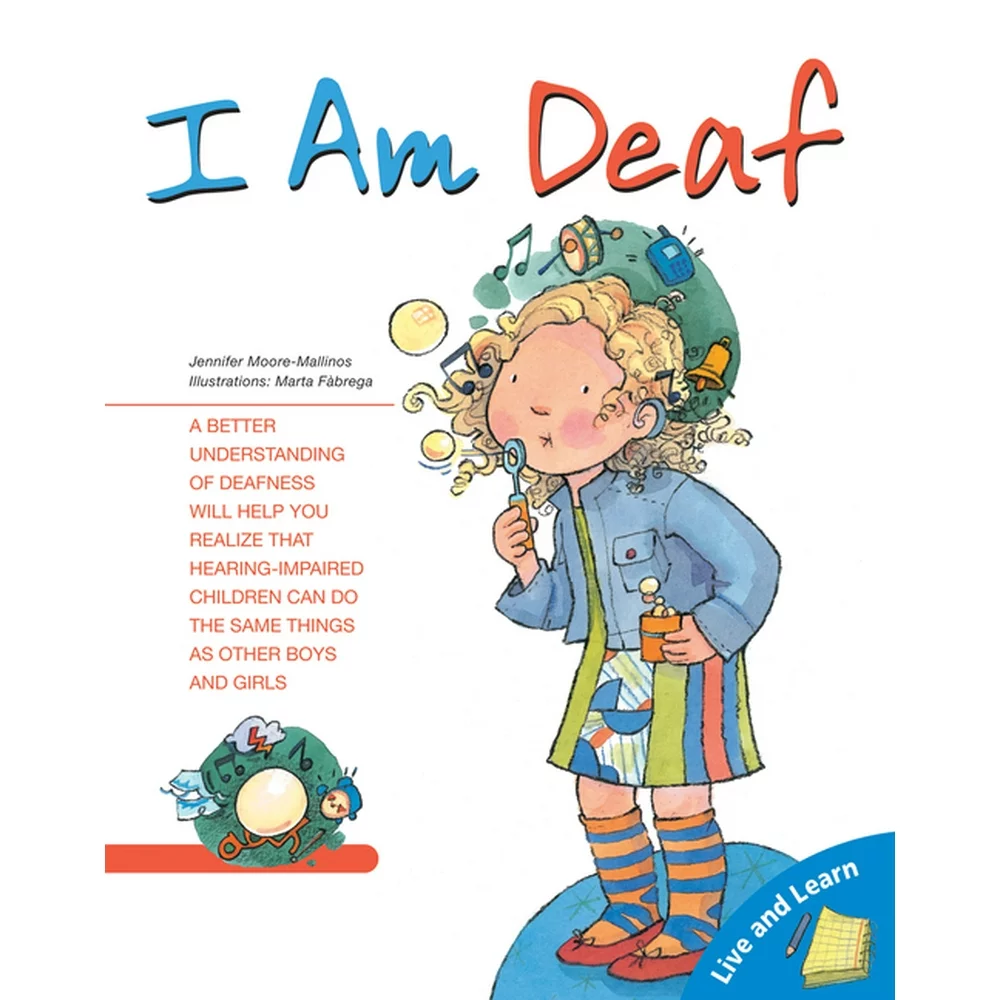 I Am Deaf
Jennifer Moore-Mallinos
Illustrations: Marta Fàbrega
A BETTER
UNDERSTANDING
OF DEAFNESS
WILL HELP YOU
REALIZE THAT
HEARING-IMPAIRED
CHILDREN CAN DO
THE SAME THINGS
AS OTHER BOYS
AND GIRLS
Live and Learn